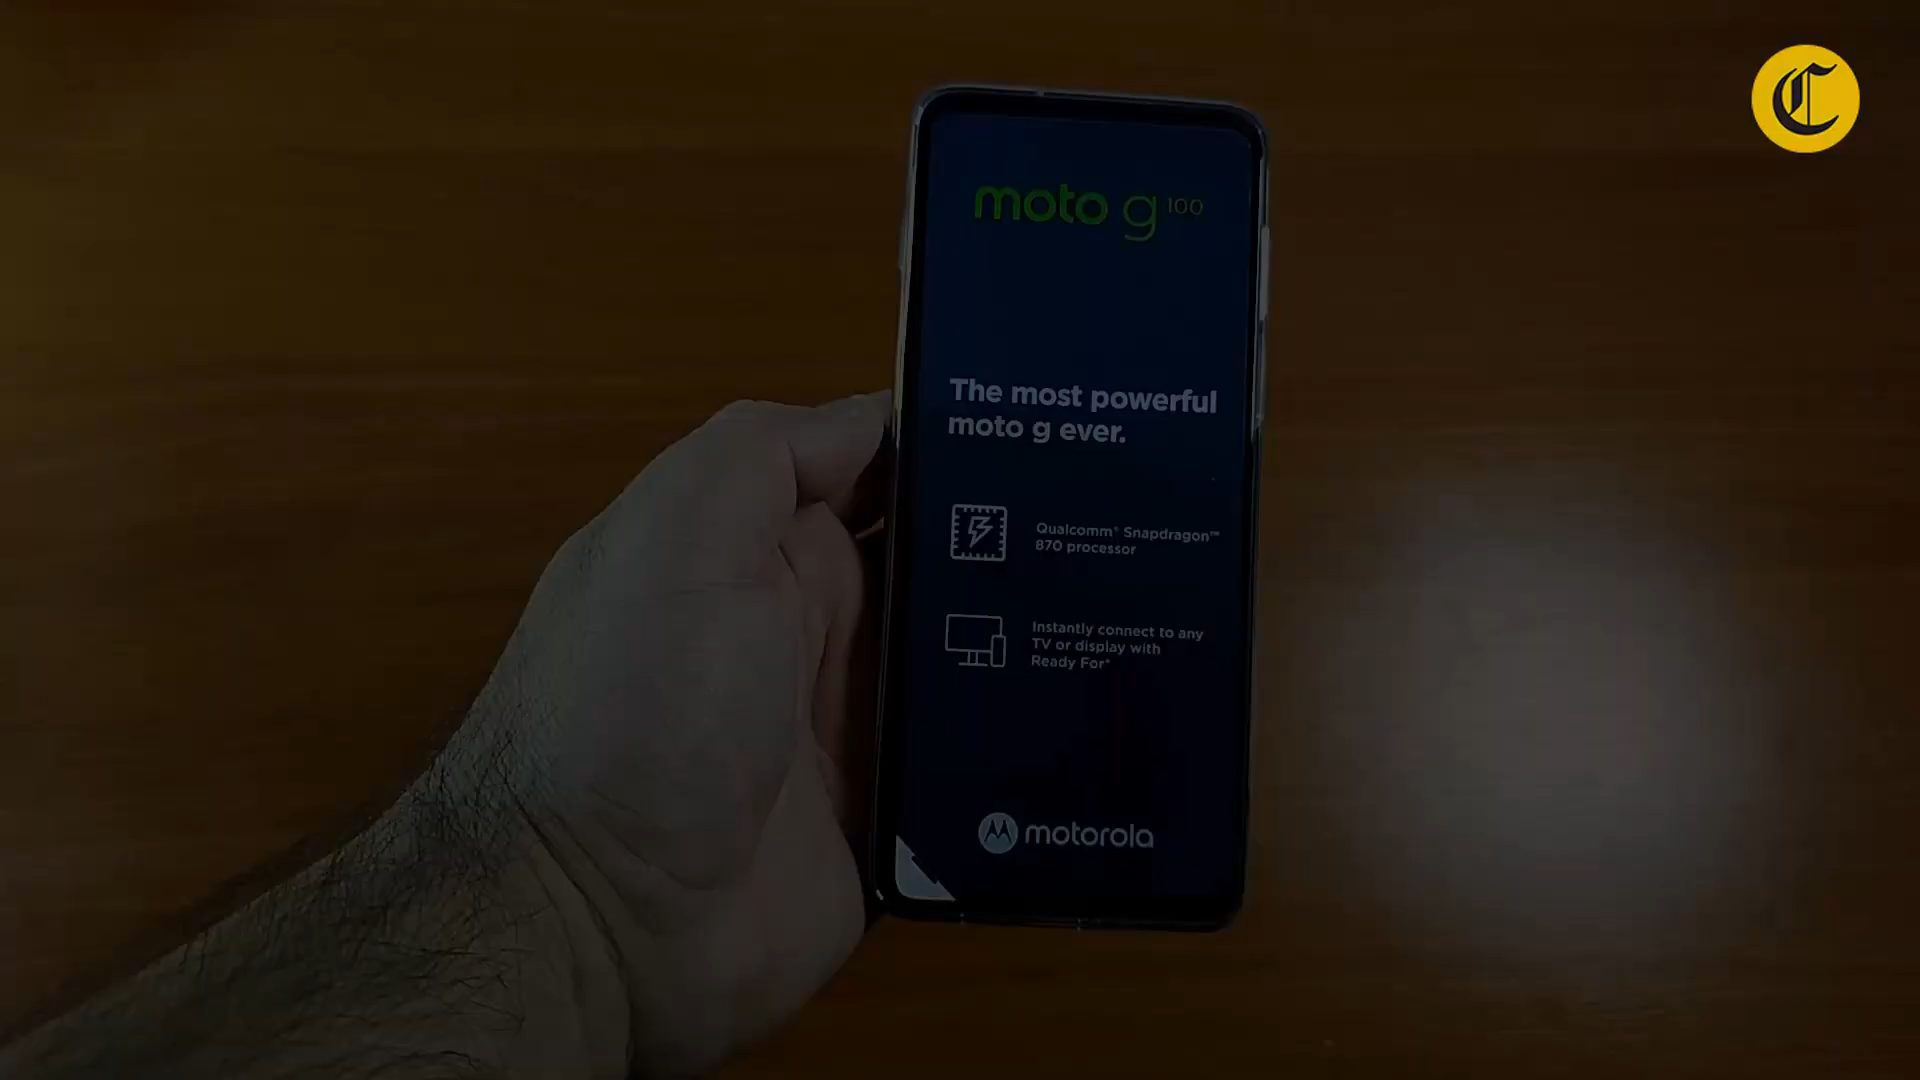 C
moto g 100
The most powerful
moto g ever.
Qualcomm® Snapdragon™
870 processor
Instantly connect to any
TV or display with
Ready For*
motorola